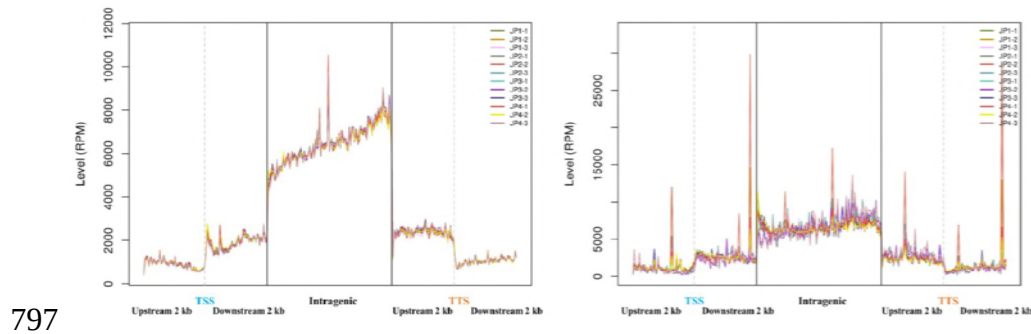 12000
10000
8000
6000
4000
2000
0
Level (RPM)
JP1-1
JP1-2
JP1-3
JP2-1
JP2-2
JP2-3
JP3-1
JP3-2
JP3-3
JP4-1
JP4-2
JP4-3
TSS
Intragenic
TTS
Upstream 2 kb
Downstream 2 kb
Upstream 2 kb
Downstream 2 kb
25000
15000
5000
0
Level (RPM)
JP1-1
JP1-2
JP1-3
JP2-1
JP2-2
JP2-3
JP3-1
JP3-2
JP3-3
JP4-1
JP4-2
JP4-3
TSS
Intragenic
TTS
Upstream 2 kb
Downstream 2 kb
Upstream 2 kb
Downstream 2 kb
797